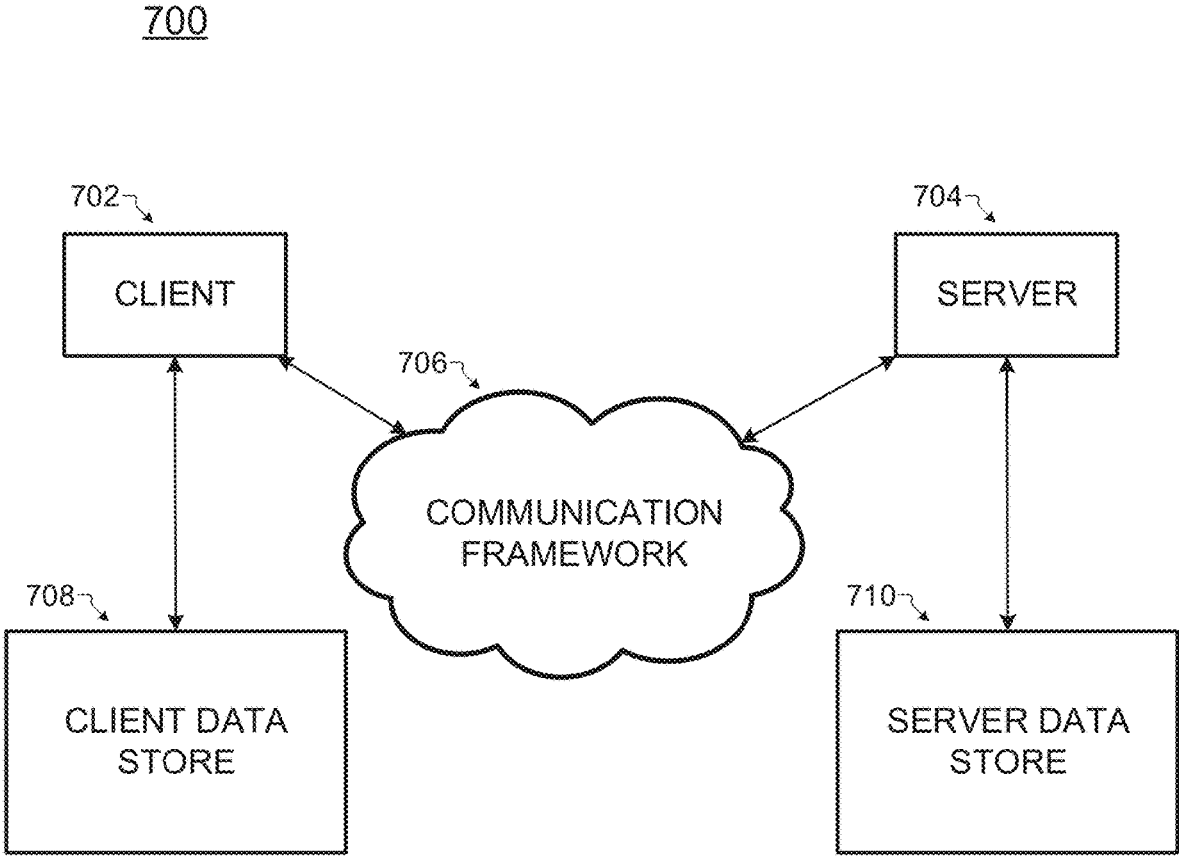 700
702
704
CLIENT
SERVER
706
COMMUNICATION
FRAMEWORK
708
710
CLIENT DATA
STORE
SERVER DATA
STORE